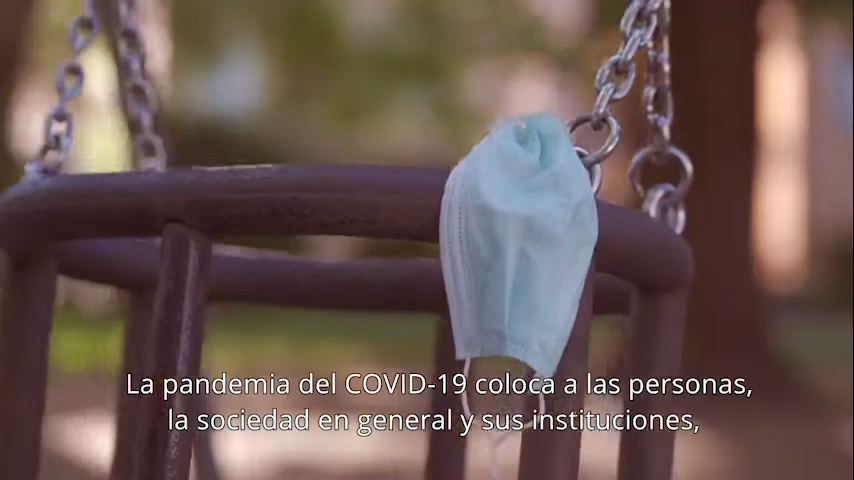 La pandemia del COVID-19 coloca a las personas,
la sociedad en general y sus instituciones,